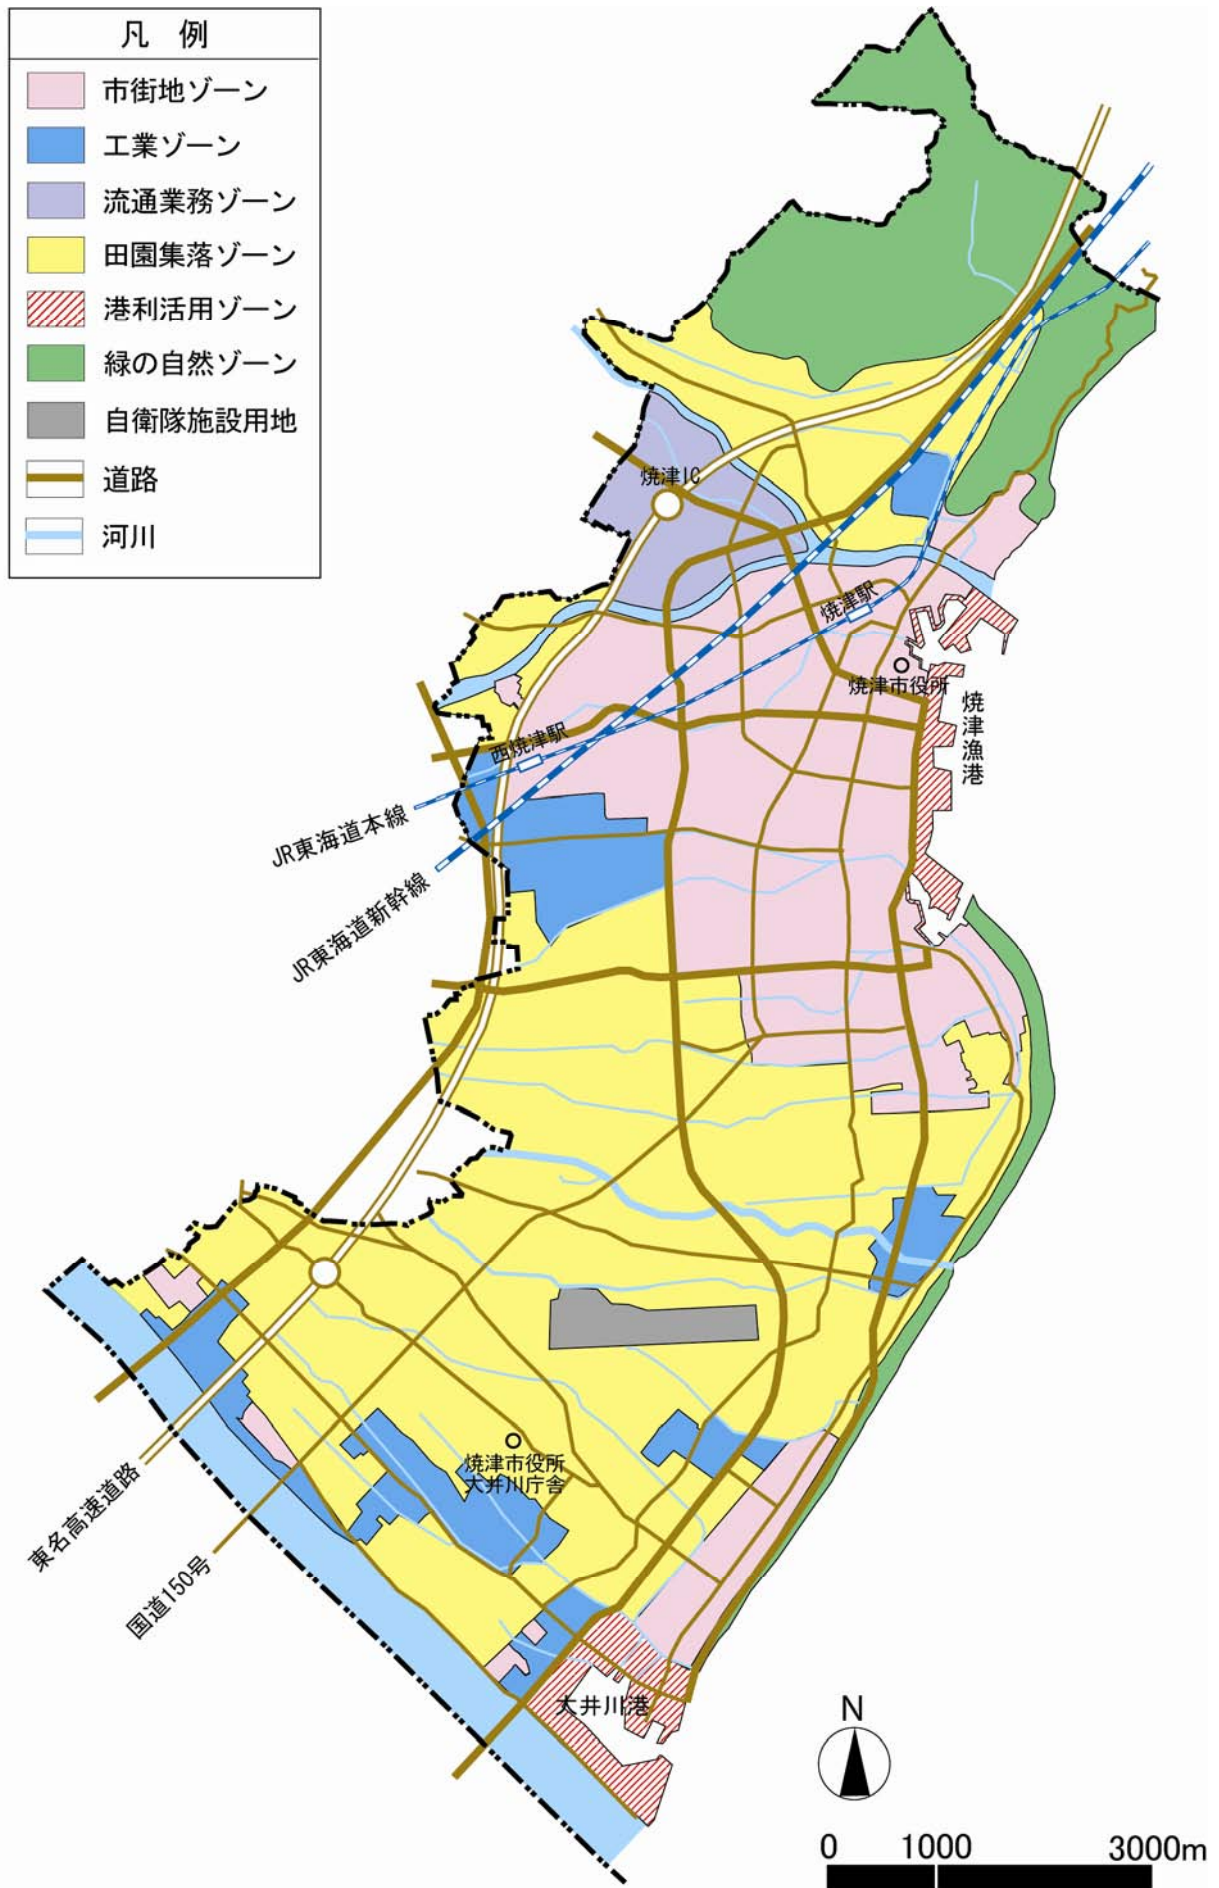 凡 例
市街地ゾーン
工業ゾーン
流通業務ゾーン
田園集落ゾーン
港利活用ゾーン
緑の自然ゾーン
自衛隊施設用地
道路
河川
焼津IC
焼津駅
焼津市役所
焼津漁港
西焼津駅
JR東海道本線
JR東海道新幹線
焼津市役所
大井川庁舎
東名高速道路
国道150号
大井川港
N
0 1000 3000m